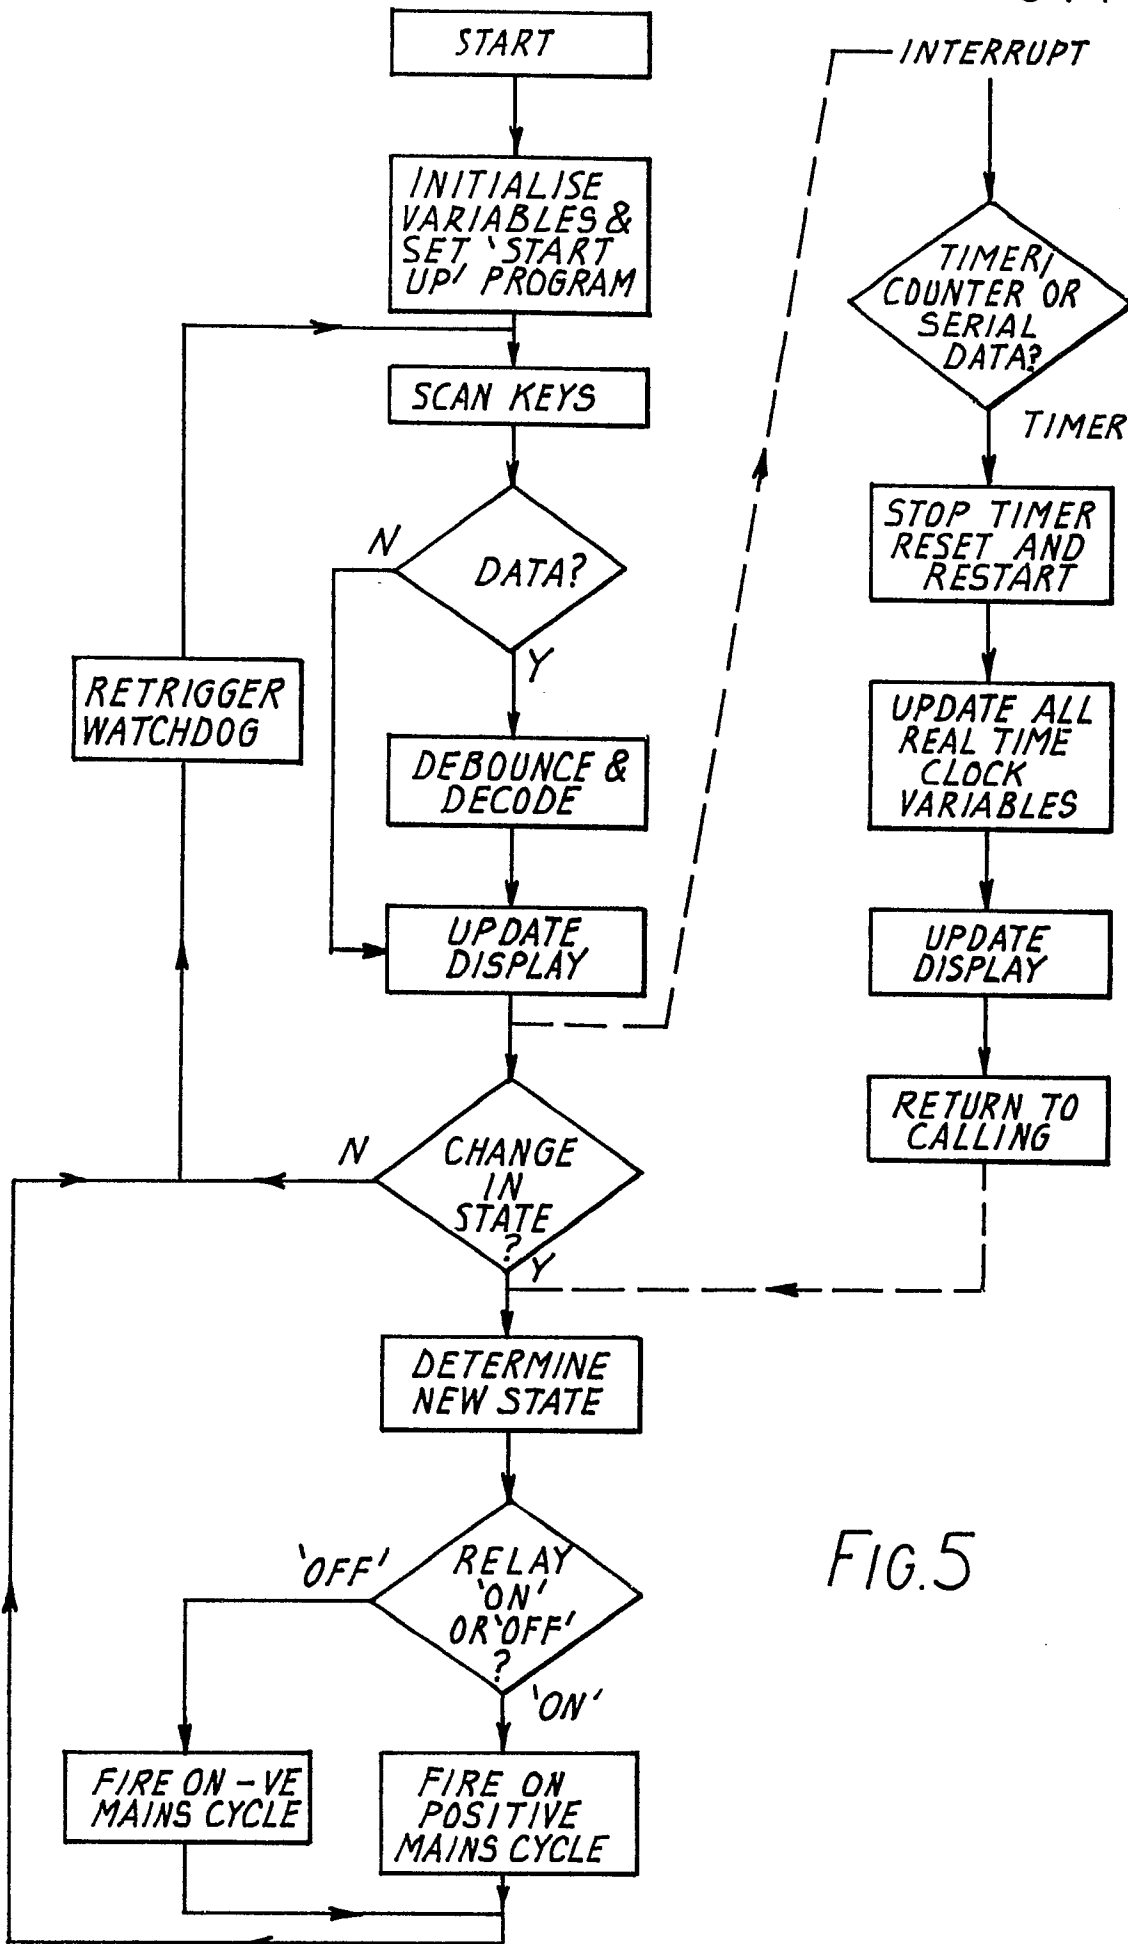 START
INITIALISE
VARIABLES &
SET 'START
UP' PROGRAM
SCAN KEYS
N
DATA?
Y
RETRIGGER
WATCHDOG
DEBOUNCE &
DECODE
UPDATE
DISPLAY
N
CHANGE
IN
STATE
?
Y
DETERMINE
NEW STATE
'OFF'
RELAY
'ON'
OR 'OFF'
?
'ON'
FIRE ON -VE
MAINS CYCLE
FIRE ON
POSITIVE
MAINS CYCLE
INTERRUPT
TIMER/
COUNTER OR
SERIAL
DATA?
TIMER
STOP TIMER
RESET AND
RESTART
UPDATE ALL
REAL TIME
CLOCK
VARIABLES
UPDATE
DISPLAY
RETURN TO
CALLING
FIG.5